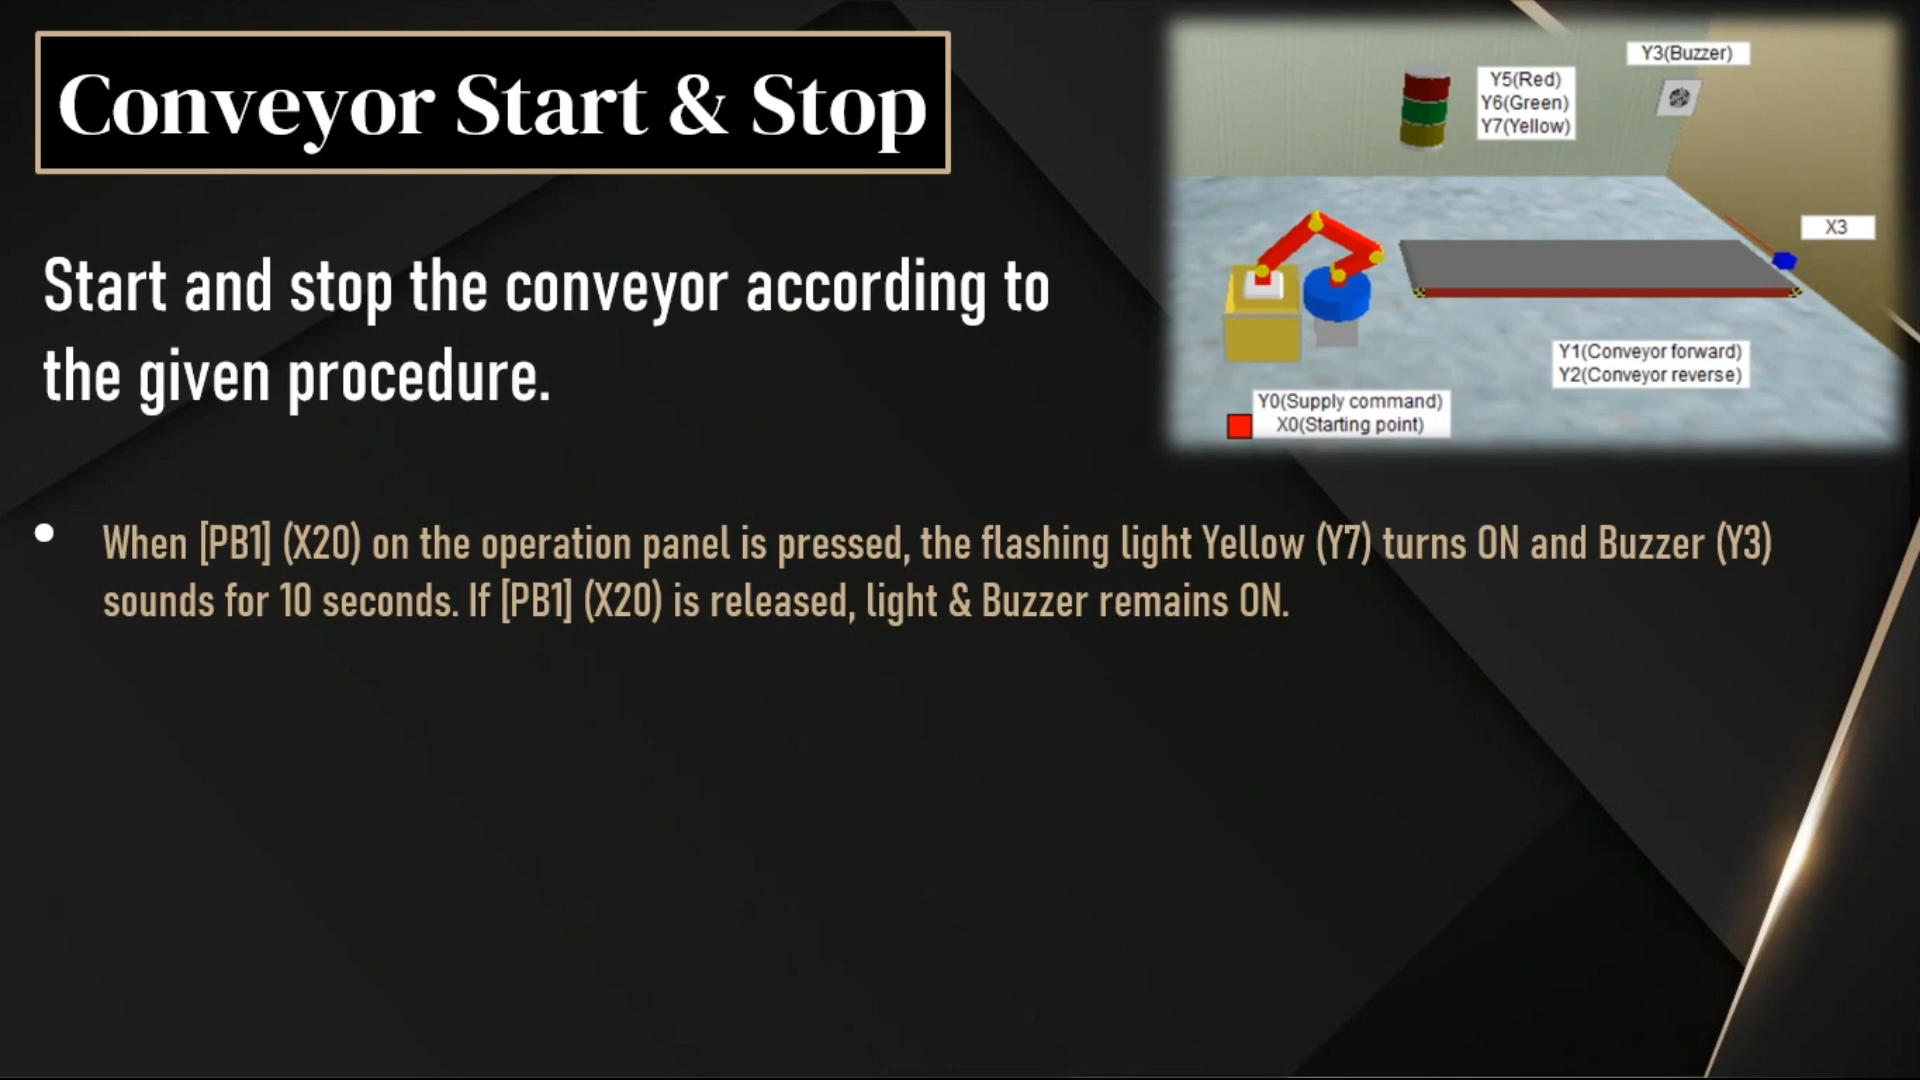 Conveyor Start & Stop
Start and stop the conveyor according to
the given procedure.
Y3(Buzzer)
Y5(Red)
Y6(Green)
Y7(Yellow)
X3
Y1(Conveyor forward)
Y2(Conveyor reverse)
Y0(Supply command)
X0(Starting point)
• When [PB1] (X20) on the operation panel is pressed, the flashing light Yellow (Y7) turns ON and Buzzer (Y3)
sounds for 10 seconds. If [PB1] (X20) is released, light & Buzzer remains ON.